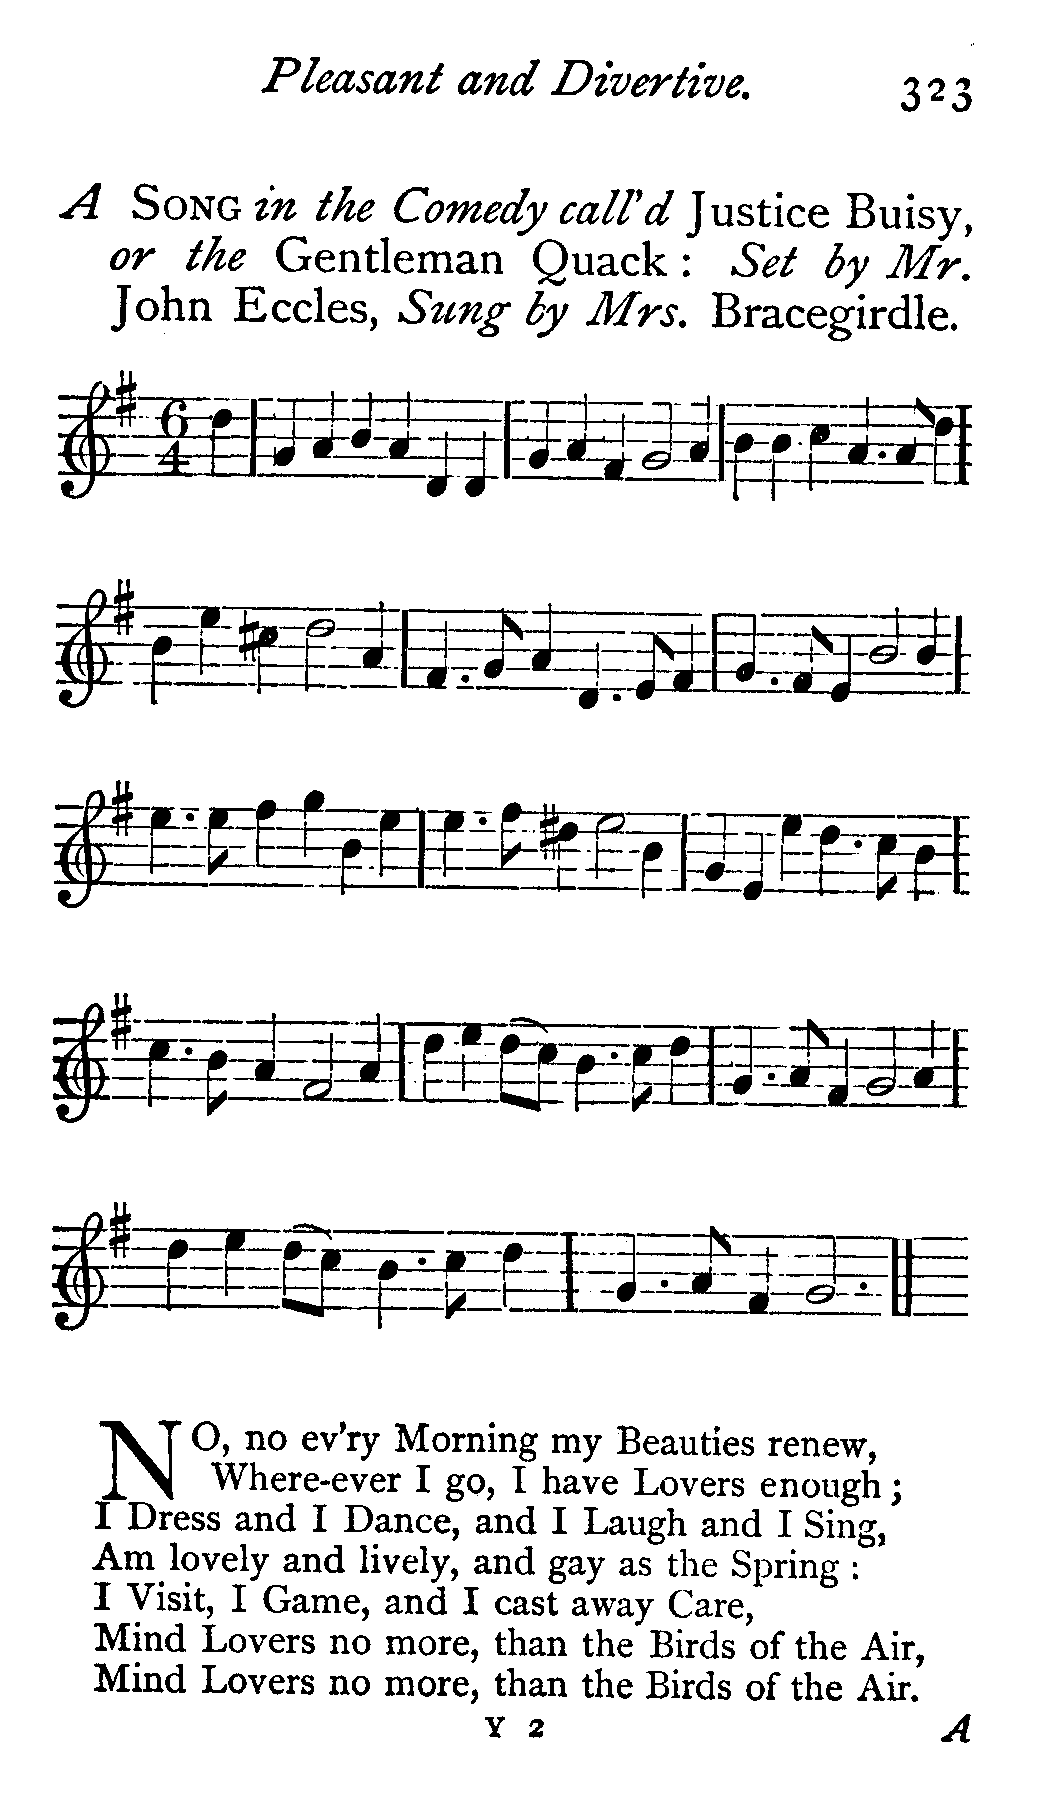 Pleasant and Divertive. 323
A SONG in the Comedy call'd Justice Buisy,
or the Gentleman Quack : Set by Mr.
John Eccles, Sung by Mrs. Bracegirdle.
6
4
NO, no ev'ry Morning my Beauties renew,
Where-ever I go, I have Lovers enough ;
I Dress and I Dance, and I Laugh and I Sing,
Am lovely and lively, and gay as the Spring :
I Visit, I Game, and I cast away Care,
Mind Lovers no more, than the Birds of the Air,
Mind Lovers no more, than the Birds of the Air.
Y 2 A